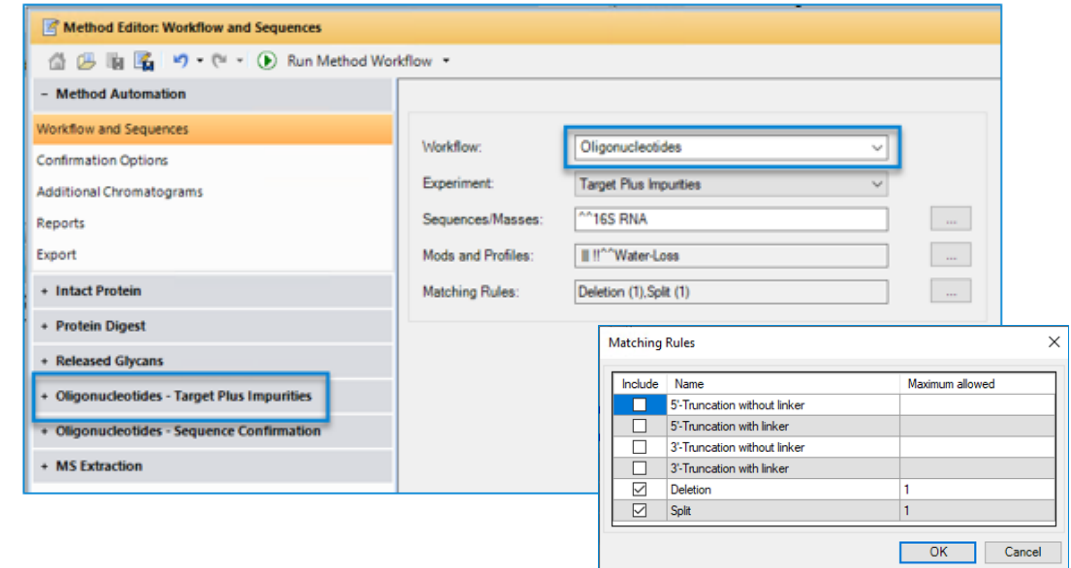 Method Editor: Workflow and Sequences
Run Method Workflow
- Method Automation
Workflow and Sequences
Confirmation Options
Additional Chromatograms
Reports
Export
+ Intact Protein
+ Protein Digest
+ Released Glycans
+ Oligonucleotides - Target Plus Impurities
+ Oligonucleotides - Sequence Confirmation
+ MS Extraction
Workflow: Oligonucleotides
Experiment: Target Plus Impurities
Sequences/Masses: ^^16S RNA ...
Mods and Profiles: ||| !!^^Water-Loss ...
Matching Rules: Deletion (1),Split (1) ...
Matching Rules
Include Name Maximum allowed
5'-Truncation without linker
5'-Truncation with linker
3'-Truncation without linker
3'-Truncation with linker
Deletion 1
Split 1
OK Cancel